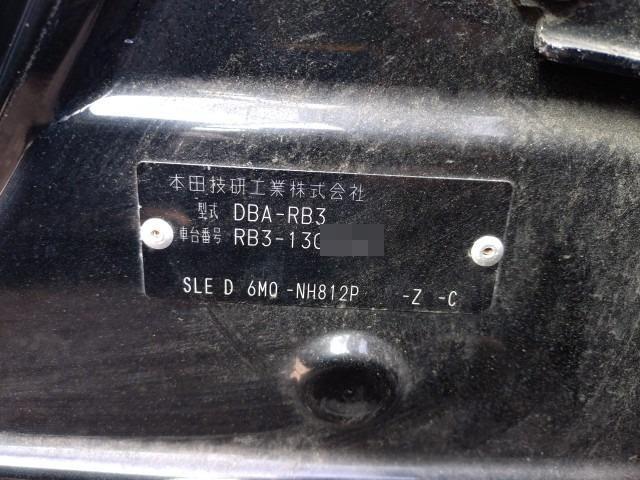 本田技研工業株式会社
型式 DBA-RB3
車台番号 RB3-130
SLE D 6MQ -NH812P -Z -C